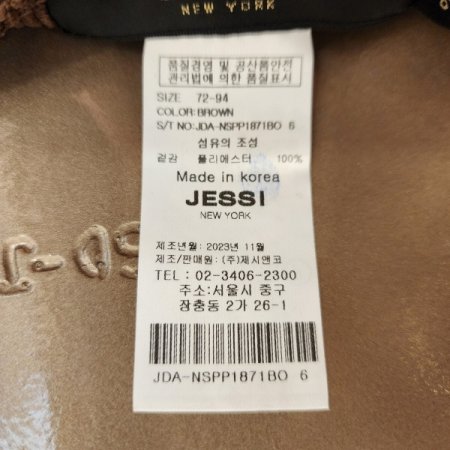 NEW YORK
품질경영 및 공산품안전
관리법에 의한 품질표시
SIZE 72-94
COLOR:BROWN
S/T NO:JDA-NSPP1871BO 6
섬유의 조성
겉감 폴리에스터 100%
Made in korea
JESSI
NEW YORK
제조년월: 2023년 11월
제조/판매원: (주)제시앤코
TEL : 02-3406-2300
주소:서울시 중구
장충동 2가 26-1
JDA-NSPP1871BO 6